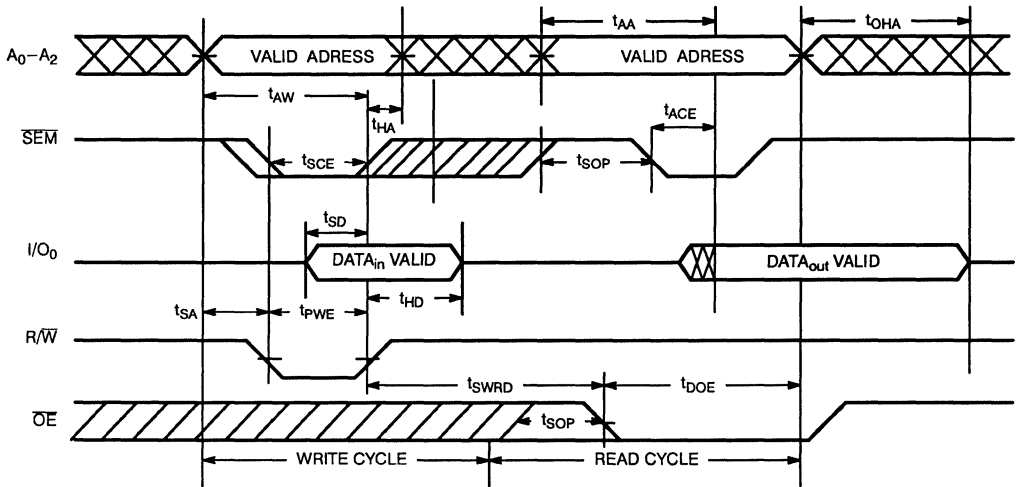 tAA
tOHA
A0–A2
VALID ADRESS
VALID ADRESS
tAW
tHA
tACE
SEM
tSCE
tSOP
tSD
I/O0
DATAin VALID
DATAout VALID
tSA
tPWE
tHD
R/W
tSWRD
tDOE
OE
tSOP
WRITE CYCLE
READ CYCLE